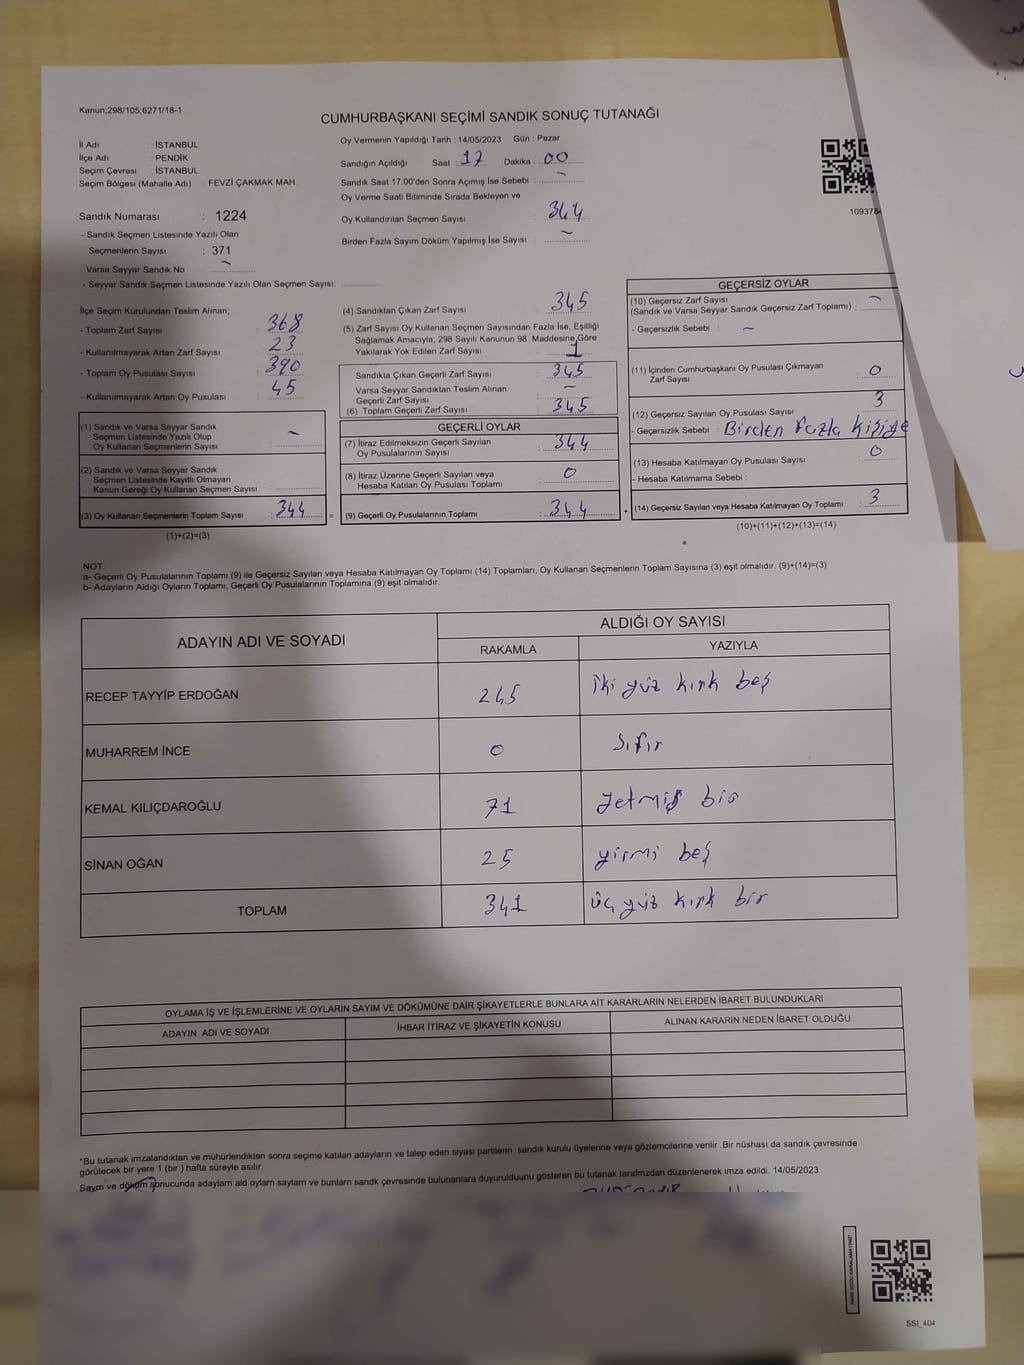 Kanun;298/105;6271/18-1
CUMHURBAŞKANI SEÇİMİ SANDIK SONUÇ TUTANAĞI
İl Adı : İSTANBUL
İlçe Adı : PENDİK
Seçim Çevresi : İSTANBUL
Seçim Bölgesi (Mahalle Adı) : FEVZİ ÇAKMAK MAH.
Sandık Numarası : 1224
- Sandık Seçmen Listesinde Yazılı Olan
Seçmenlerin Sayısı : 371
Varsa Seyyar Sandık No : ~
- Seyyar Sandık Seçmen Listesinde Yazılı Olan Seçmen Sayısı:
Oy Vermenin Yapıldığı Tarih : 14/05/2023 Gün : Pazar
Sandığın Açıldığı Saat : 17 Dakika : 00
Sandık Saat 17:00'den Sonra Açımış İse Sebebi : ~
Oy Verme Saati Bitiminde Sırada Bekleyen ve
Oy Kullandırılan Seçmen Sayısı : 344
Birden Fazla Sayım Döküm Yapılmış İse Sayısı : ~
109378
İlçe Seçim Kurulundan Teslim Alınan;
- Toplam Zarf Sayısı : 368
- Kullanılmayarak Artan Zarf Sayısı : 23
- Toplam Oy Pusulası Sayısı : 390
- Kullanılmayarak Artan Oy Pusulası : 45
(1) Sandık ve Varsa Seyyar Sandık
Seçmen Listesinde Yazılı Olup
Oy Kullanan Seçmenlerin Sayısı : ~
(2) Sandık ve Varsa Seyyar Sandık
Seçmen Listesinde Kayıtlı Olmayan
Kanun Gereği Oy Kullanan Seçmen Sayısı :
(3) Oy Kullanan Seçmenlerin Toplam Sayısı : 344 =
(1)+(2)=(3)
(4) Sandıktan Çıkan Zarf Sayısı : 345
(5) Zarf Sayısı Oy Kullanan Seçmen Sayısından Fazla İse, Eşitliği
Sağlamak Amacıyla; 298 Sayılı Kanunun 98. Maddesine Göre
Yakılarak Yok Edilen Zarf Sayısı : 1
Sandıkta Çıkan Geçerli Zarf Sayısı : 345
Varsa Seyyar Sandıktan Teslim Alınan
Geçerli Zarf Sayısı : ~
(6) Toplam Geçerli Zarf Sayısı : 345
GEÇERLİ OYLAR
(7) İtiraz Edilmeksizin Geçerli Sayılan
Oy Pusulalarının Sayısı : 344
(8) İtiraz Üzerine Geçerli Sayılan veya
Hesaba Katılan Oy Pusulası Toplamı : 0
(9) Geçerli Oy Pusulalarının Toplamı : 344 +
GEÇERSİZ OYLAR
(10) Geçersiz Zarf Sayısı
(Sandık ve Varsa Seyyar Sandık Geçersiz Zarf Toplamı) : ~
- Geçersizlik Sebebi : ~
(11) İçinden Cumhurbaşkanı Oy Pusulası Çıkmayan
Zarf Sayısı : 0
(12) Geçersiz Sayılan Oy Pusulası Sayısı : 3
- Geçersizlik Sebebi : Birden Fazla kişiye
(13) Hesaba Katılmayan Oy Pusulası Sayısı : 0
- Hesaba Katılmama Sebebi :
(14) Geçersiz Sayılan veya Hesaba Katılmayan Oy Toplamı : 3
(10)+(11)+(12)+(13)=(14)
NOT:
a- Geçerli Oy Pusulalarının Toplamı (9) ile Geçersiz Sayılan veya Hesaba Katılmayan Oy Toplamı (14) Toplamları, Oy Kullanan Seçmenlerin Toplam Sayısına (3) eşit olmalıdır. (9)+(14)=(3)
b- Adayların Aldığı Oyların Toplamı, Geçerli Oy Pusulalarının Toplamına (9) eşit olmalıdır.
ADAYIN ADI VE SOYADI ALDIĞI OY SAYISI
RAKAMLA YAZIYLA
RECEP TAYYİP ERDOĞAN 245 iki yüz kırk beş
MUHARREM İNCE 0 Sıfır
KEMAL KILIÇDAROĞLU 71 Yetmiş bir
SİNAN OĞAN 25 yirmi beş
TOPLAM 341 üç yüz kırk bir
OYLAMA İŞ VE İŞLEMLERİNE VE OYLARIN SAYIM VE DÖKÜMÜNE DAİR ŞİKAYETLERLE BUNLARA AİT KARARLARIN NELERDEN İBARET BULUNDUKLARI
ADAYIN ADI VE SOYADI İHBAR İTİRAZ VE ŞİKAYETİN KONUSU ALINAN KARARIN NEDEN İBARET OLDUĞU
*Bu tutanak imzalandıktan ve mühürlendikten sonra seçime katılan adayların ve talep eden siyasi partilerin sandık kurulu üyelerine veya gözlemcilerine verilir .Bir nüshası da sandık çevresinde
görülecek bir yere 1 (bir ) hafta süreyle asılır.
Sayım ve döküm sonucunda adayların ald oyların sayların ve bunların sandk çevresinde bulunanlara duyurulduunu gösteren bu tutanak tarafmzdan düzenlenerek imza edildi. 14/05/2023
SSI_404